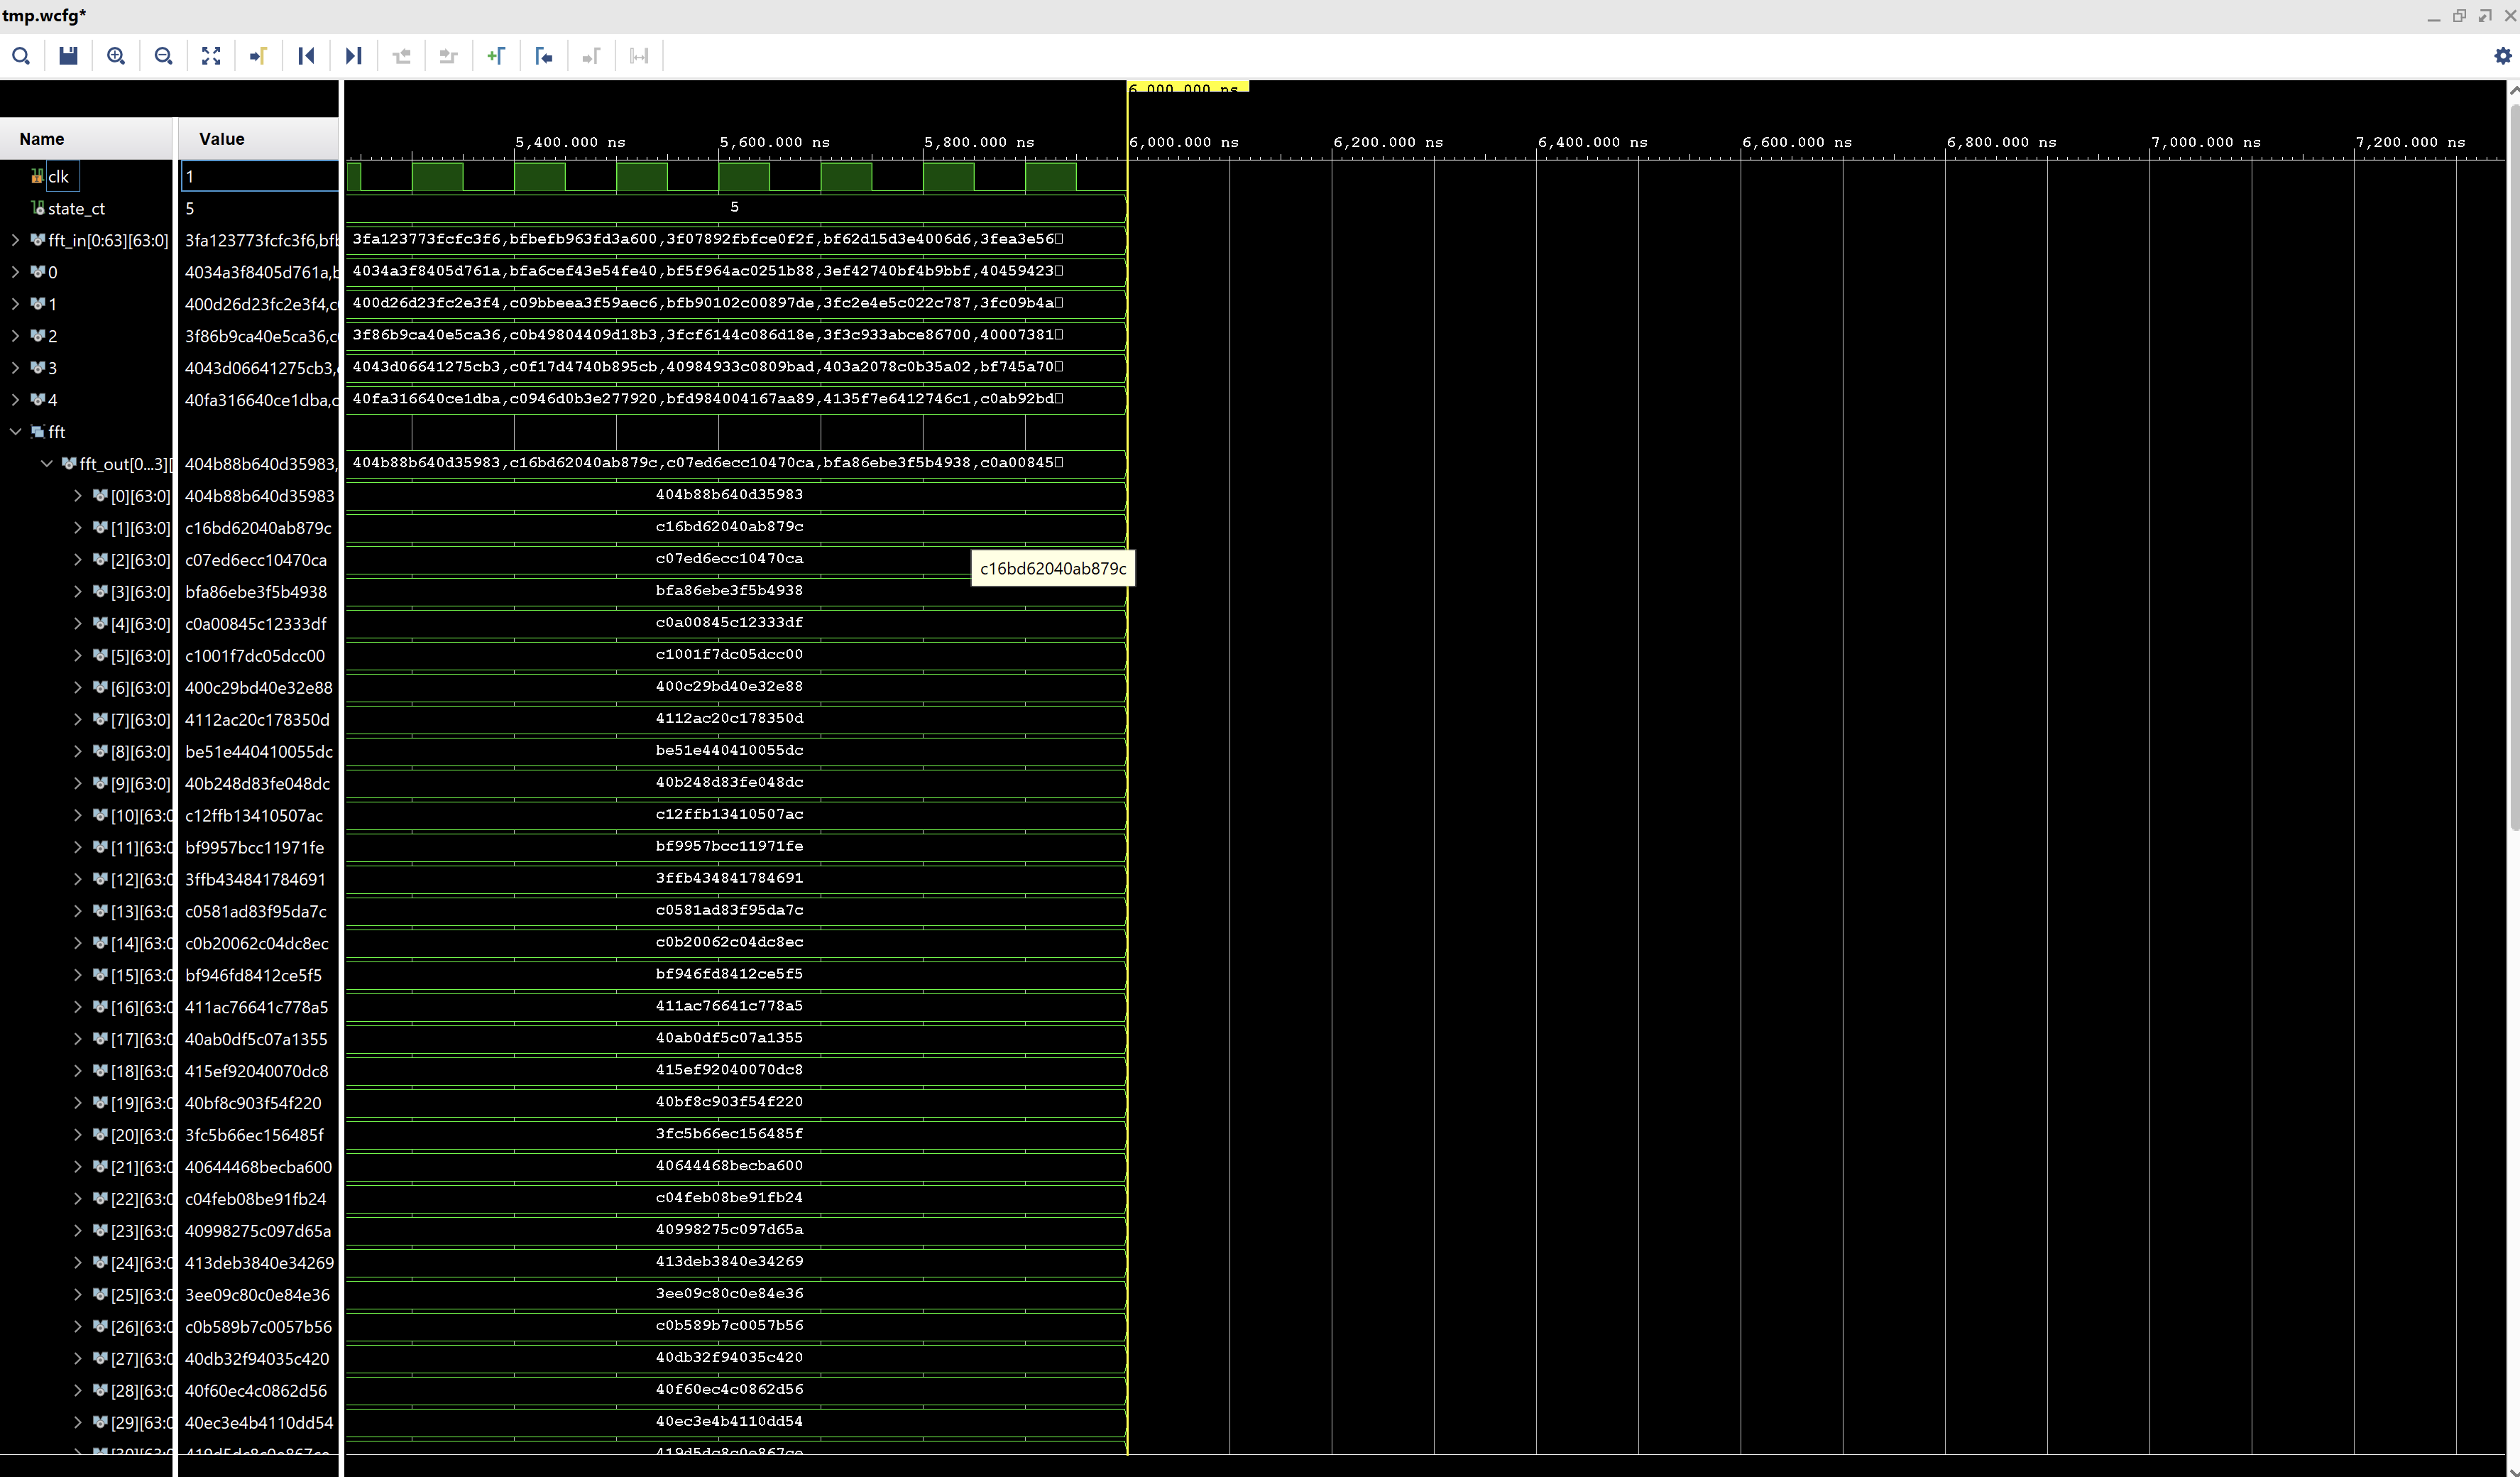 tmp.wcfg*
6,000.000 ns
Name Value
5,400.000 ns 5,600.000 ns 5,800.000 ns 6,000.000 ns 6,200.000 ns 6,400.000 ns 6,600.000 ns 6,800.000 ns 7,000.000 ns 7,200.000 ns
clk 1
state_ct 5 5
fft_in[0:63][63:0] 3fa123773fcfc3f6,bfb 3fa123773fcfc3f6,bfbefb963fd3a600,3f07892fbfce0f2f,bf62d15d3e4006d6,3fea3e56
0 4034a3f8405d761a,b 4034a3f8405d761a,bfa6cef43e54fe40,bf5f964ac0251b88,3ef42740bf4b9bbf,40459423
1 400d26d23fc2e3f4,c 400d26d23fc2e3f4,c09bbeea3f59aec6,bfb90102c00897de,3fc2e4e5c022c787,3fc09b4a
2 3f86b9ca40e5ca36,c 3f86b9ca40e5ca36,c0b49804409d18b3,3fcf6144c086d18e,3f3c933abce86700,40007381
3 4043d06641275cb3, 4043d06641275cb3,c0f17d4740b895cb,40984933c0809bad,403a2078c0b35a02,bf745a70
4 40fa316640ce1dba,c 40fa316640ce1dba,c0946d0b3e277920,bfd984004167aa89,4135f7e6412746c1,c0ab92bd
fft
fft_out[0...3][ 404b88b640d35983, 404b88b640d35983,c16bd62040ab879c,c07ed6ecc10470ca,bfa86ebe3f5b4938,c0a00845
[0][63:0] 404b88b640d35983 404b88b640d35983
[1][63:0] c16bd62040ab879c c16bd62040ab879c
[2][63:0] c07ed6ecc10470ca c07ed6ecc10470ca
c16bd62040ab879c
[3][63:0] bfa86ebe3f5b4938 bfa86ebe3f5b4938
[4][63:0] c0a00845c12333df c0a00845c12333df
[5][63:0] c1001f7dc05dcc00 c1001f7dc05dcc00
[6][63:0] 400c29bd40e32e88 400c29bd40e32e88
[7][63:0] 4112ac20c178350d 4112ac20c178350d
[8][63:0] be51e440410055dc be51e440410055dc
[9][63:0] 40b248d83fe048dc 40b248d83fe048dc
[10][63:0 c12ffb13410507ac c12ffb13410507ac
[11][63:0 bf9957bcc11971fe bf9957bcc11971fe
[12][63:0 3ffb434841784691 3ffb434841784691
[13][63:0 c0581ad83f95da7c c0581ad83f95da7c
[14][63:0 c0b20062c04dc8ec c0b20062c04dc8ec
[15][63:0 bf946fd8412ce5f5 bf946fd8412ce5f5
[16][63:0 411ac76641c778a5 411ac76641c778a5
[17][63:0 40ab0df5c07a1355 40ab0df5c07a1355
[18][63:0 415ef92040070dc8 415ef92040070dc8
[19][63:0 40bf8c903f54f220 40bf8c903f54f220
[20][63:0 3fc5b66ec156485f 3fc5b66ec156485f
[21][63:0 40644468becba600 40644468becba600
[22][63:0 c04feb08be91fb24 c04feb08be91fb24
[23][63:0 40998275c097d65a 40998275c097d65a
[24][63:0 413deb3840e34269 413deb3840e34269
[25][63:0 3ee09c80c0e84e36 3ee09c80c0e84e36
[26][63:0 c0b589b7c0057b56 c0b589b7c0057b56
[27][63:0 40db32f94035c420 40db32f94035c420
[28][63:0 40f60ec4c0862d56 40f60ec4c0862d56
[29][63:0 40ec3e4b4110dd54 40ec3e4b4110dd54